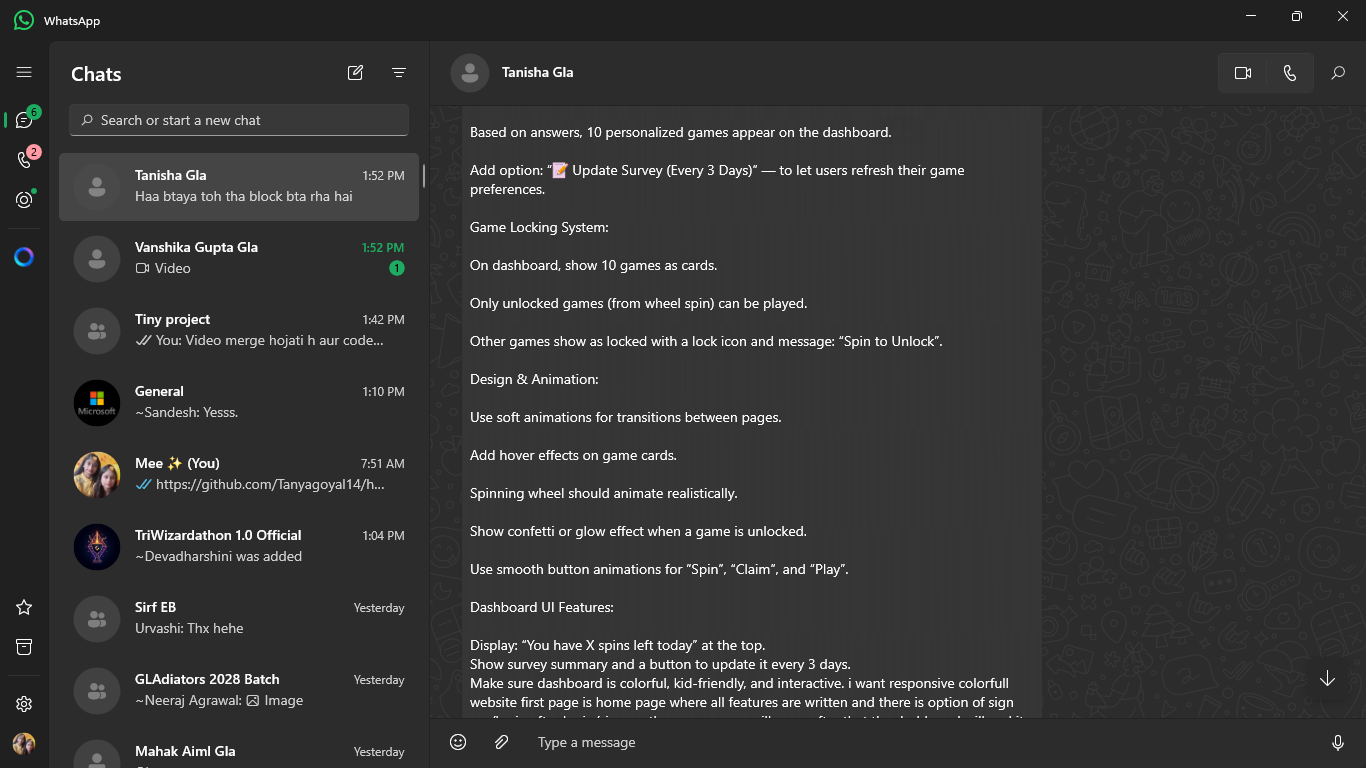 WhatsApp
Chats
Search or start a new chat
6
2
Tanisha Gla 1:52 PM
Haa btaya toh tha block bta rha hai
Vanshika Gupta Gla 1:52 PM
Video 1
Tiny project 1:42 PM
You: Video merge hojati h aur code...
General 1:10 PM
Microsoft
~Sandesh: Yesss.
Mee ✨ (You) 7:51 AM
https://github.com/Tanyagoyal14/h...
TriWizardathon 1.0 Official 1:04 PM
~Devadharshini was added
Sirf EB Yesterday
Urvashi: Thx hehe
GLAdiators 2028 Batch Yesterday
~Neeraj Agrawal: Image
Mahak Aiml Gla Yesterday
Tanisha Gla
Based on answers, 10 personalized games appear on the dashboard.
Add option: “📝 Update Survey (Every 3 Days)” — to let users refresh their game
preferences.
Game Locking System:
On dashboard, show 10 games as cards.
Only unlocked games (from wheel spin) can be played.
Other games show as locked with a lock icon and message: “Spin to Unlock”.
Design & Animation:
Use soft animations for transitions between pages.
Add hover effects on game cards.
Spinning wheel should animate realistically.
Show confetti or glow effect when a game is unlocked.
Use smooth button animations for “Spin”, “Claim”, and “Play”.
Dashboard UI Features:
Display: “You have X spins left today” at the top.
Show survey summary and a button to update it every 3 days.
Make sure dashboard is colorful, kid-friendly, and interactive. i want responsive colorfull
website first page is home page where all features are written and there is option of sign
Type a message